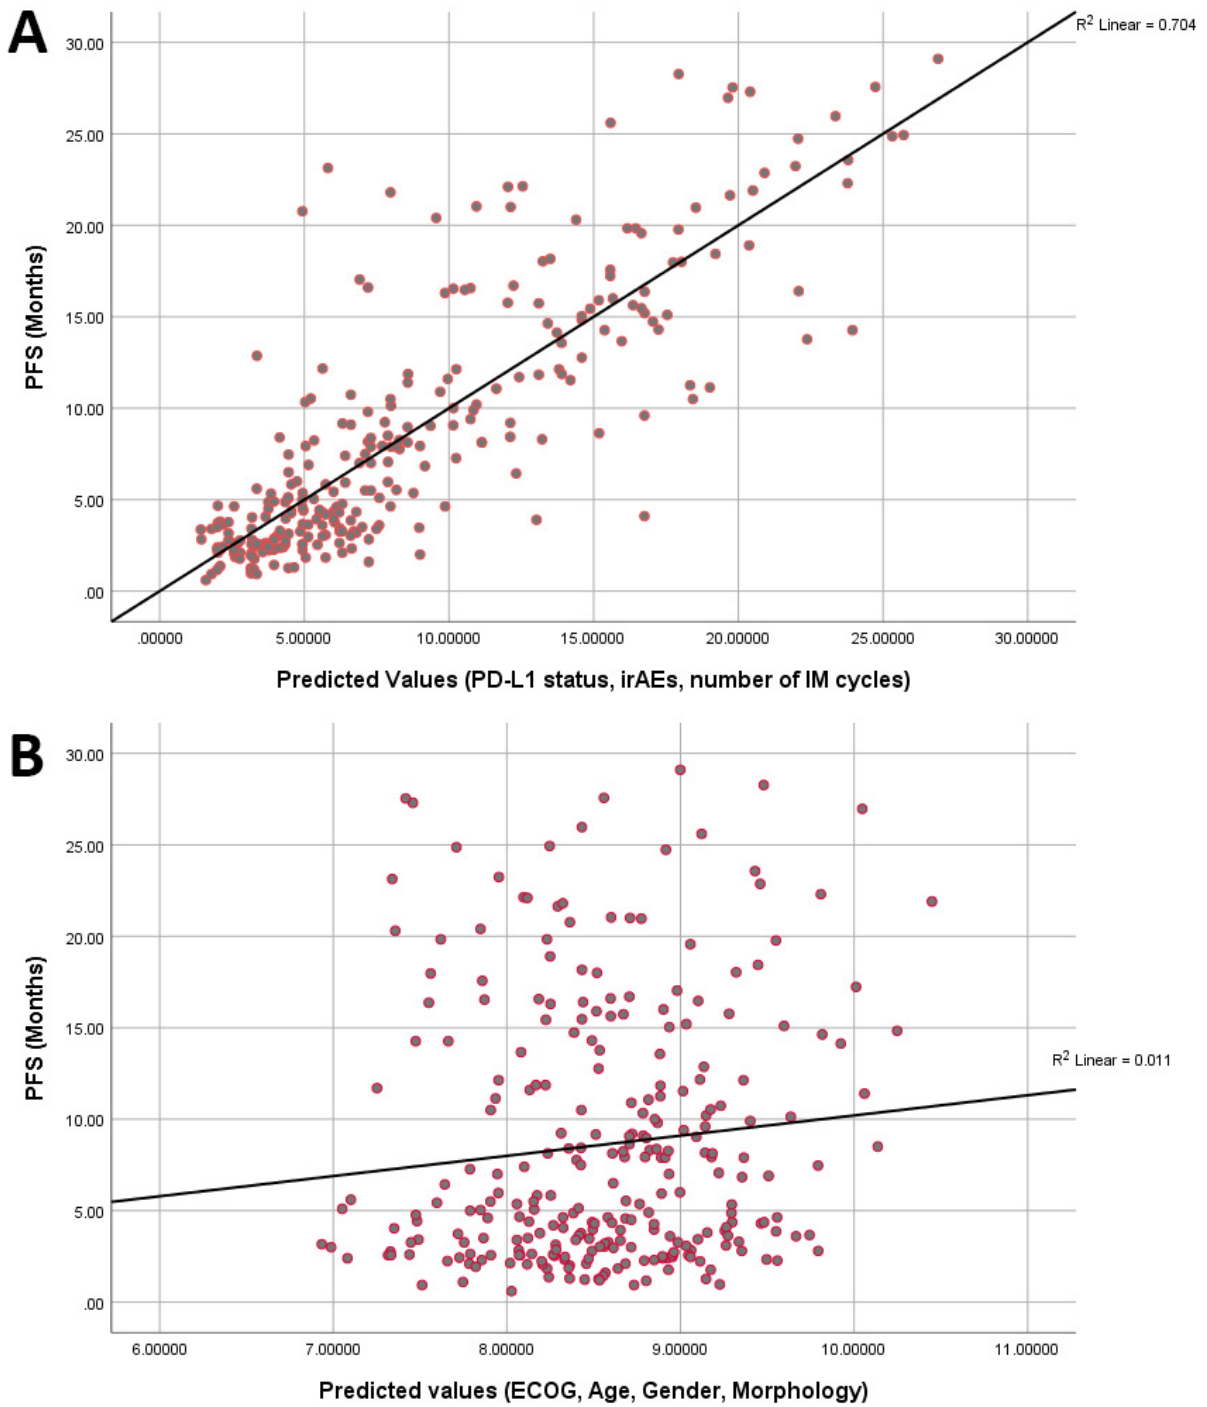 A
R² Linear = 0.704
30.00
25.00
20.00
15.00
10.00
5.00
.00
PFS (Months)
.00000 5.00000 10.00000 15.00000 20.00000 25.00000 30.00000
Predicted Values (PD-L1 status, irAEs, number of IM cycles)
B
30.00
25.00
20.00
15.00
10.00
5.00
.00
PFS (Months)
R² Linear = 0.011
6.00000 7.00000 8.00000 9.00000 10.00000 11.00000
Predicted values (ECOG, Age, Gender, Morphology)